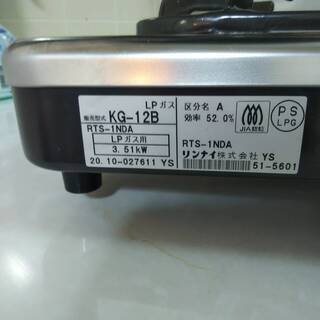 LPガス
販売型式 KG-12B
RTS-1NDA
LPガス用
3.51kW
20.10-027611 YS
区分名 A
効率 52.0%
JIA認証
PS
LPG
RTS-1NDA
リンナイ株式会社 YS
51-5601